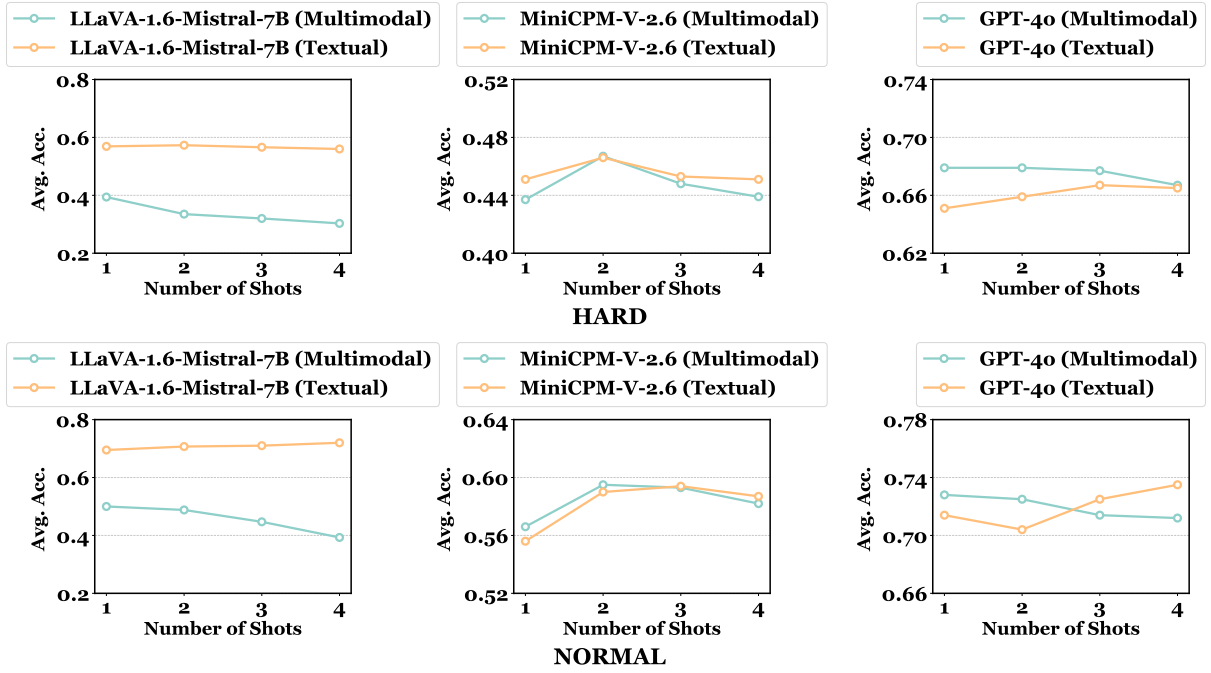 LLaVA-1.6-Mistral-7B (Multimodal)
LLaVA-1.6-Mistral-7B (Textual)
MiniCPM-V-2.6 (Multimodal)
MiniCPM-V-2.6 (Textual)
GPT-4o (Multimodal)
GPT-4o (Textual)
Avg. Acc.
0.8
0.6
0.4
0.2
1 2 3 4
Number of Shots
Avg. Acc.
0.52
0.48
0.44
0.40
1 2 3 4
Number of Shots
Avg. Acc.
0.74
0.70
0.66
0.62
1 2 3 4
Number of Shots
HARD
LLaVA-1.6-Mistral-7B (Multimodal)
LLaVA-1.6-Mistral-7B (Textual)
MiniCPM-V-2.6 (Multimodal)
MiniCPM-V-2.6 (Textual)
GPT-4o (Multimodal)
GPT-4o (Textual)
Avg. Acc.
0.8
0.6
0.4
0.2
1 2 3 4
Number of Shots
Avg. Acc.
0.64
0.60
0.56
0.52
1 2 3 4
Number of Shots
Avg. Acc.
0.78
0.74
0.70
0.66
1 2 3 4
Number of Shots
NORMAL